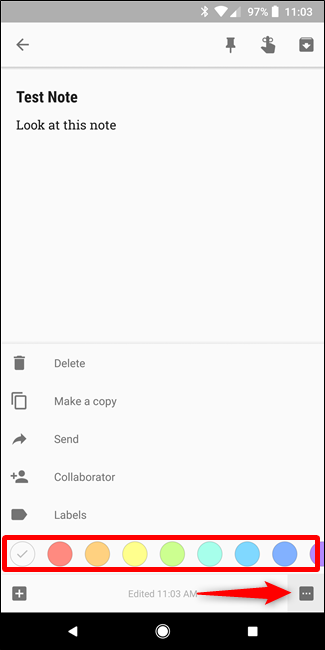 97% 11:03
Test Note
Look at this note
Delete
Make a copy
Send
Collaborator
Labels
Edited 11:03 AM